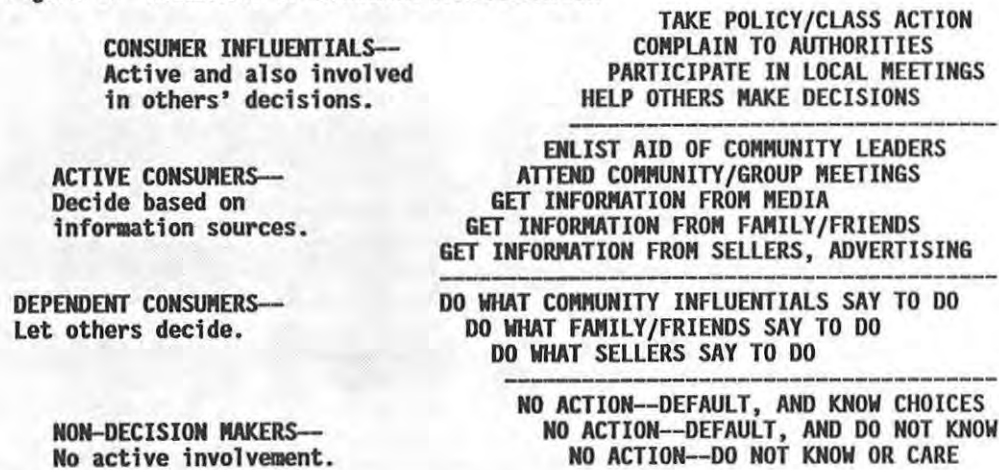 TAKE POLICY/CLASS ACTION
CONSUMER INFLUENTIALS—
COMPLAIN TO AUTHORITIES
Active and also involved
PARTICIPATE IN LOCAL MEETINGS
in others' decisions.
HELP OTHERS MAKE DECISIONS
ENLIST AID OF COMMUNITY LEADERS
ACTIVE CONSUMERS—
ATTEND COMMUNITY/GROUP MEETINGS
Decide based on
GET INFORMATION FROM MEDIA
information sources.
GET INFORMATION FROM FAMILY/FRIENDS
GET INFORMATION FROM SELLERS, ADVERTISING
DEPENDENT CONSUMERS—
DO WHAT COMMUNITY INFLUENTIALS SAY TO DO
Let others decide.
DO WHAT FAMILY/FRIENDS SAY TO DO
DO WHAT SELLERS SAY TO DO
NO ACTION--DEFAULT, AND KNOW CHOICES
NON-DECISION MAKERS—
NO ACTION--DEFAULT, AND DO NOT KNOW
No active involvement.
NO ACTION--DO NOT KNOW OR CARE